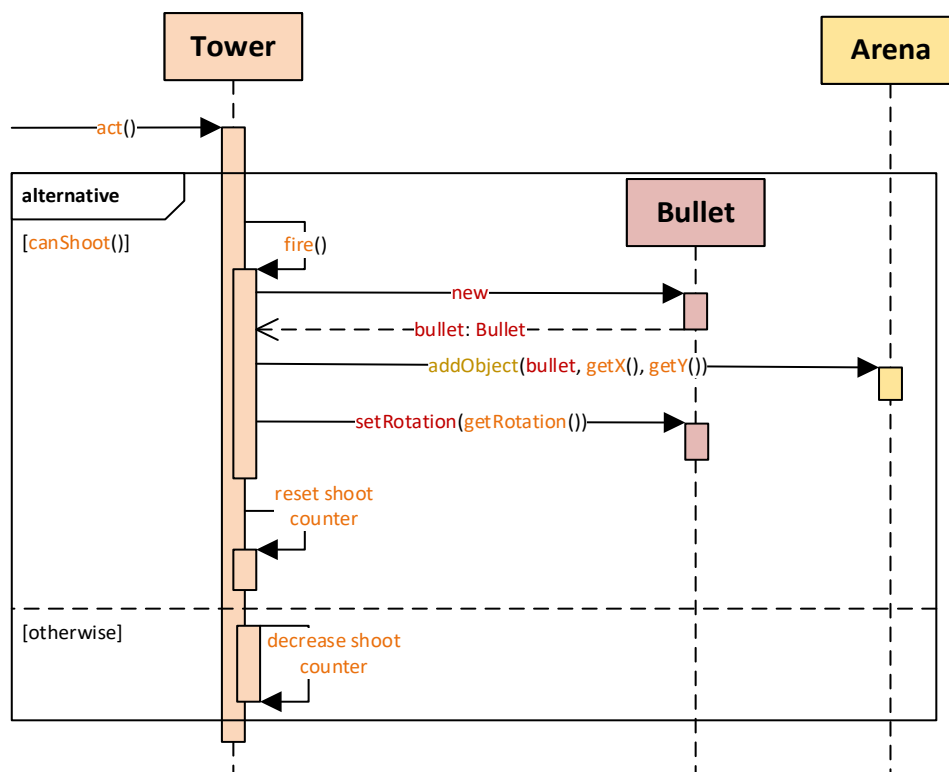 Tower
Arena
act()
alternative
Bullet
[canShoot()]
fire()
new
bullet: Bullet
addObject(bullet, getX(), getY())
setRotation(getRotation())
reset shoot
counter
[otherwise]
decrease shoot
counter